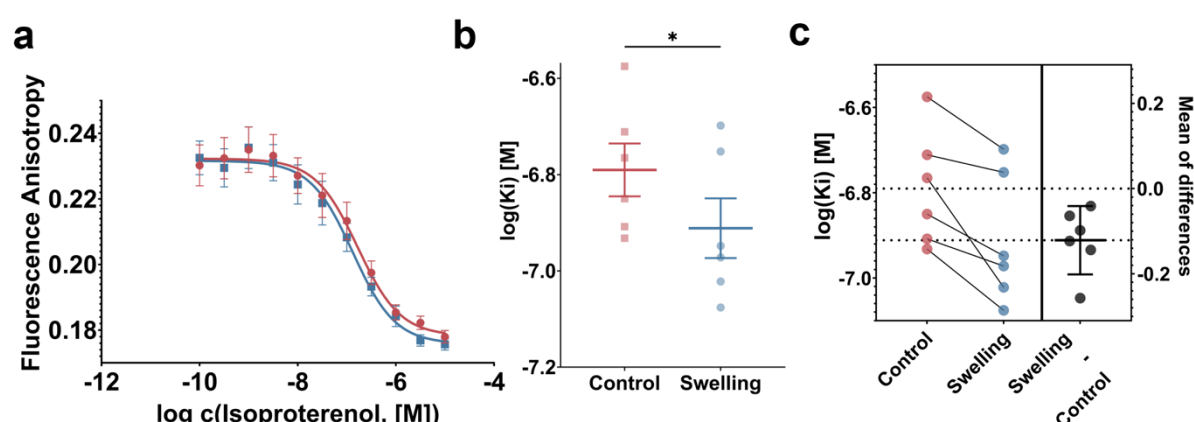 a
Fluorescence Anisotropy
0.24
0.22
0.20
0.18
-12
-10
-8
-6
-4
log c(Isoproterenol, [M])
b
*
log(Ki) [M]
-6.6
-6.8
-7.0
-7.2
Control
Swelling
c
log(Ki) [M]
-6.6
-6.8
-7.0
0.2
0.0
-0.2
Mean of differences
Control
Swelling
Swelling
-
Control